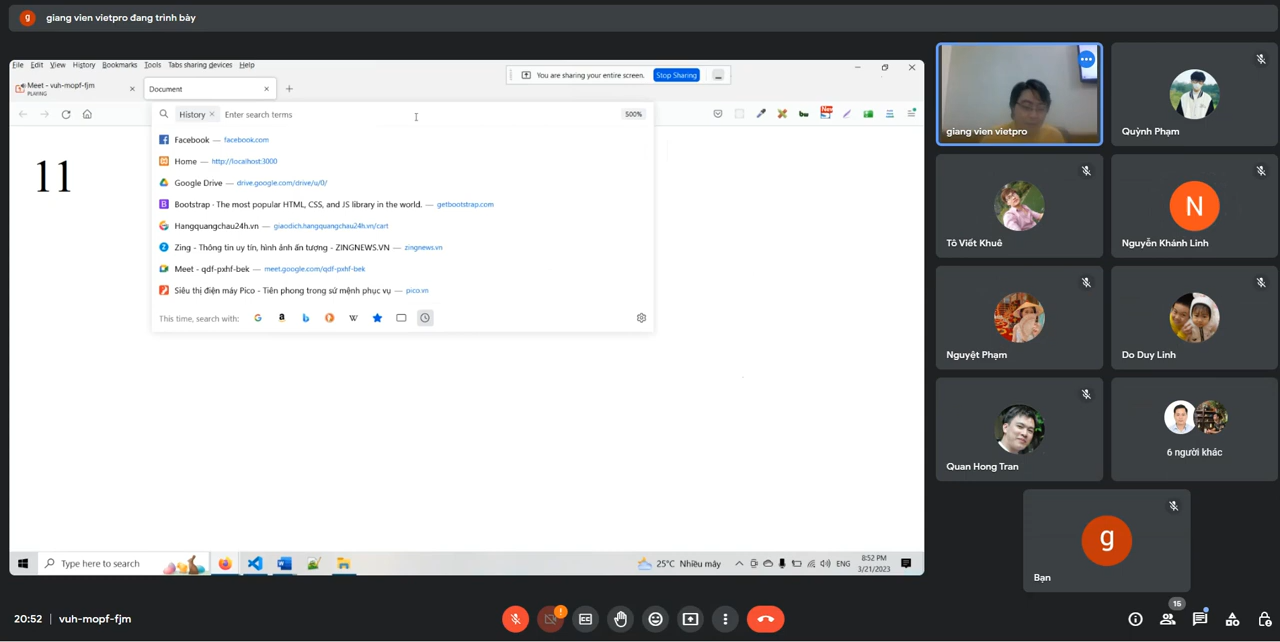 g giang vien vietpro đang trình bày
File Edit View History Bookmarks Tools Tabs sharing devices Help
Meet - vuh-mopf-fjm
PLAYING
Document
You are sharing your entire screen.
Stop Sharing
History
Enter search terms
500%
New
11
Facebook — facebook.com
Home — http://localhost:3000
Google Drive — drive.google.com/drive/u/0/
Bootstrap · The most popular HTML, CSS, and JS library in the world. — getbootstrap.com
Hangquangchau24h.vn — giaodich.hangquangchau24h.vn/cart
Zing - Thông tin uy tín, hình ảnh ấn tượng - ZINGNEWS.VN — zingnews.vn
Meet - qdf-pxhf-bek — meet.google.com/qdf-pxhf-bek
Siêu thị điện máy Pico - Tiên phong trong sứ mệnh phục vụ — pico.vn
This time, search with:
Type here to search
25°C Nhiều mây
ENG
8:52 PM
3/21/2023
giang vien vietpro
Quỳnh Phạm
Tô Viết Khuê
N
Nguyễn Khánh Linh
Nguyệt Phạm
Do Duy Linh
Quan Hong Tran
6 người khác
g
Bạn
20:52 | vuh-mopf-fjm
15